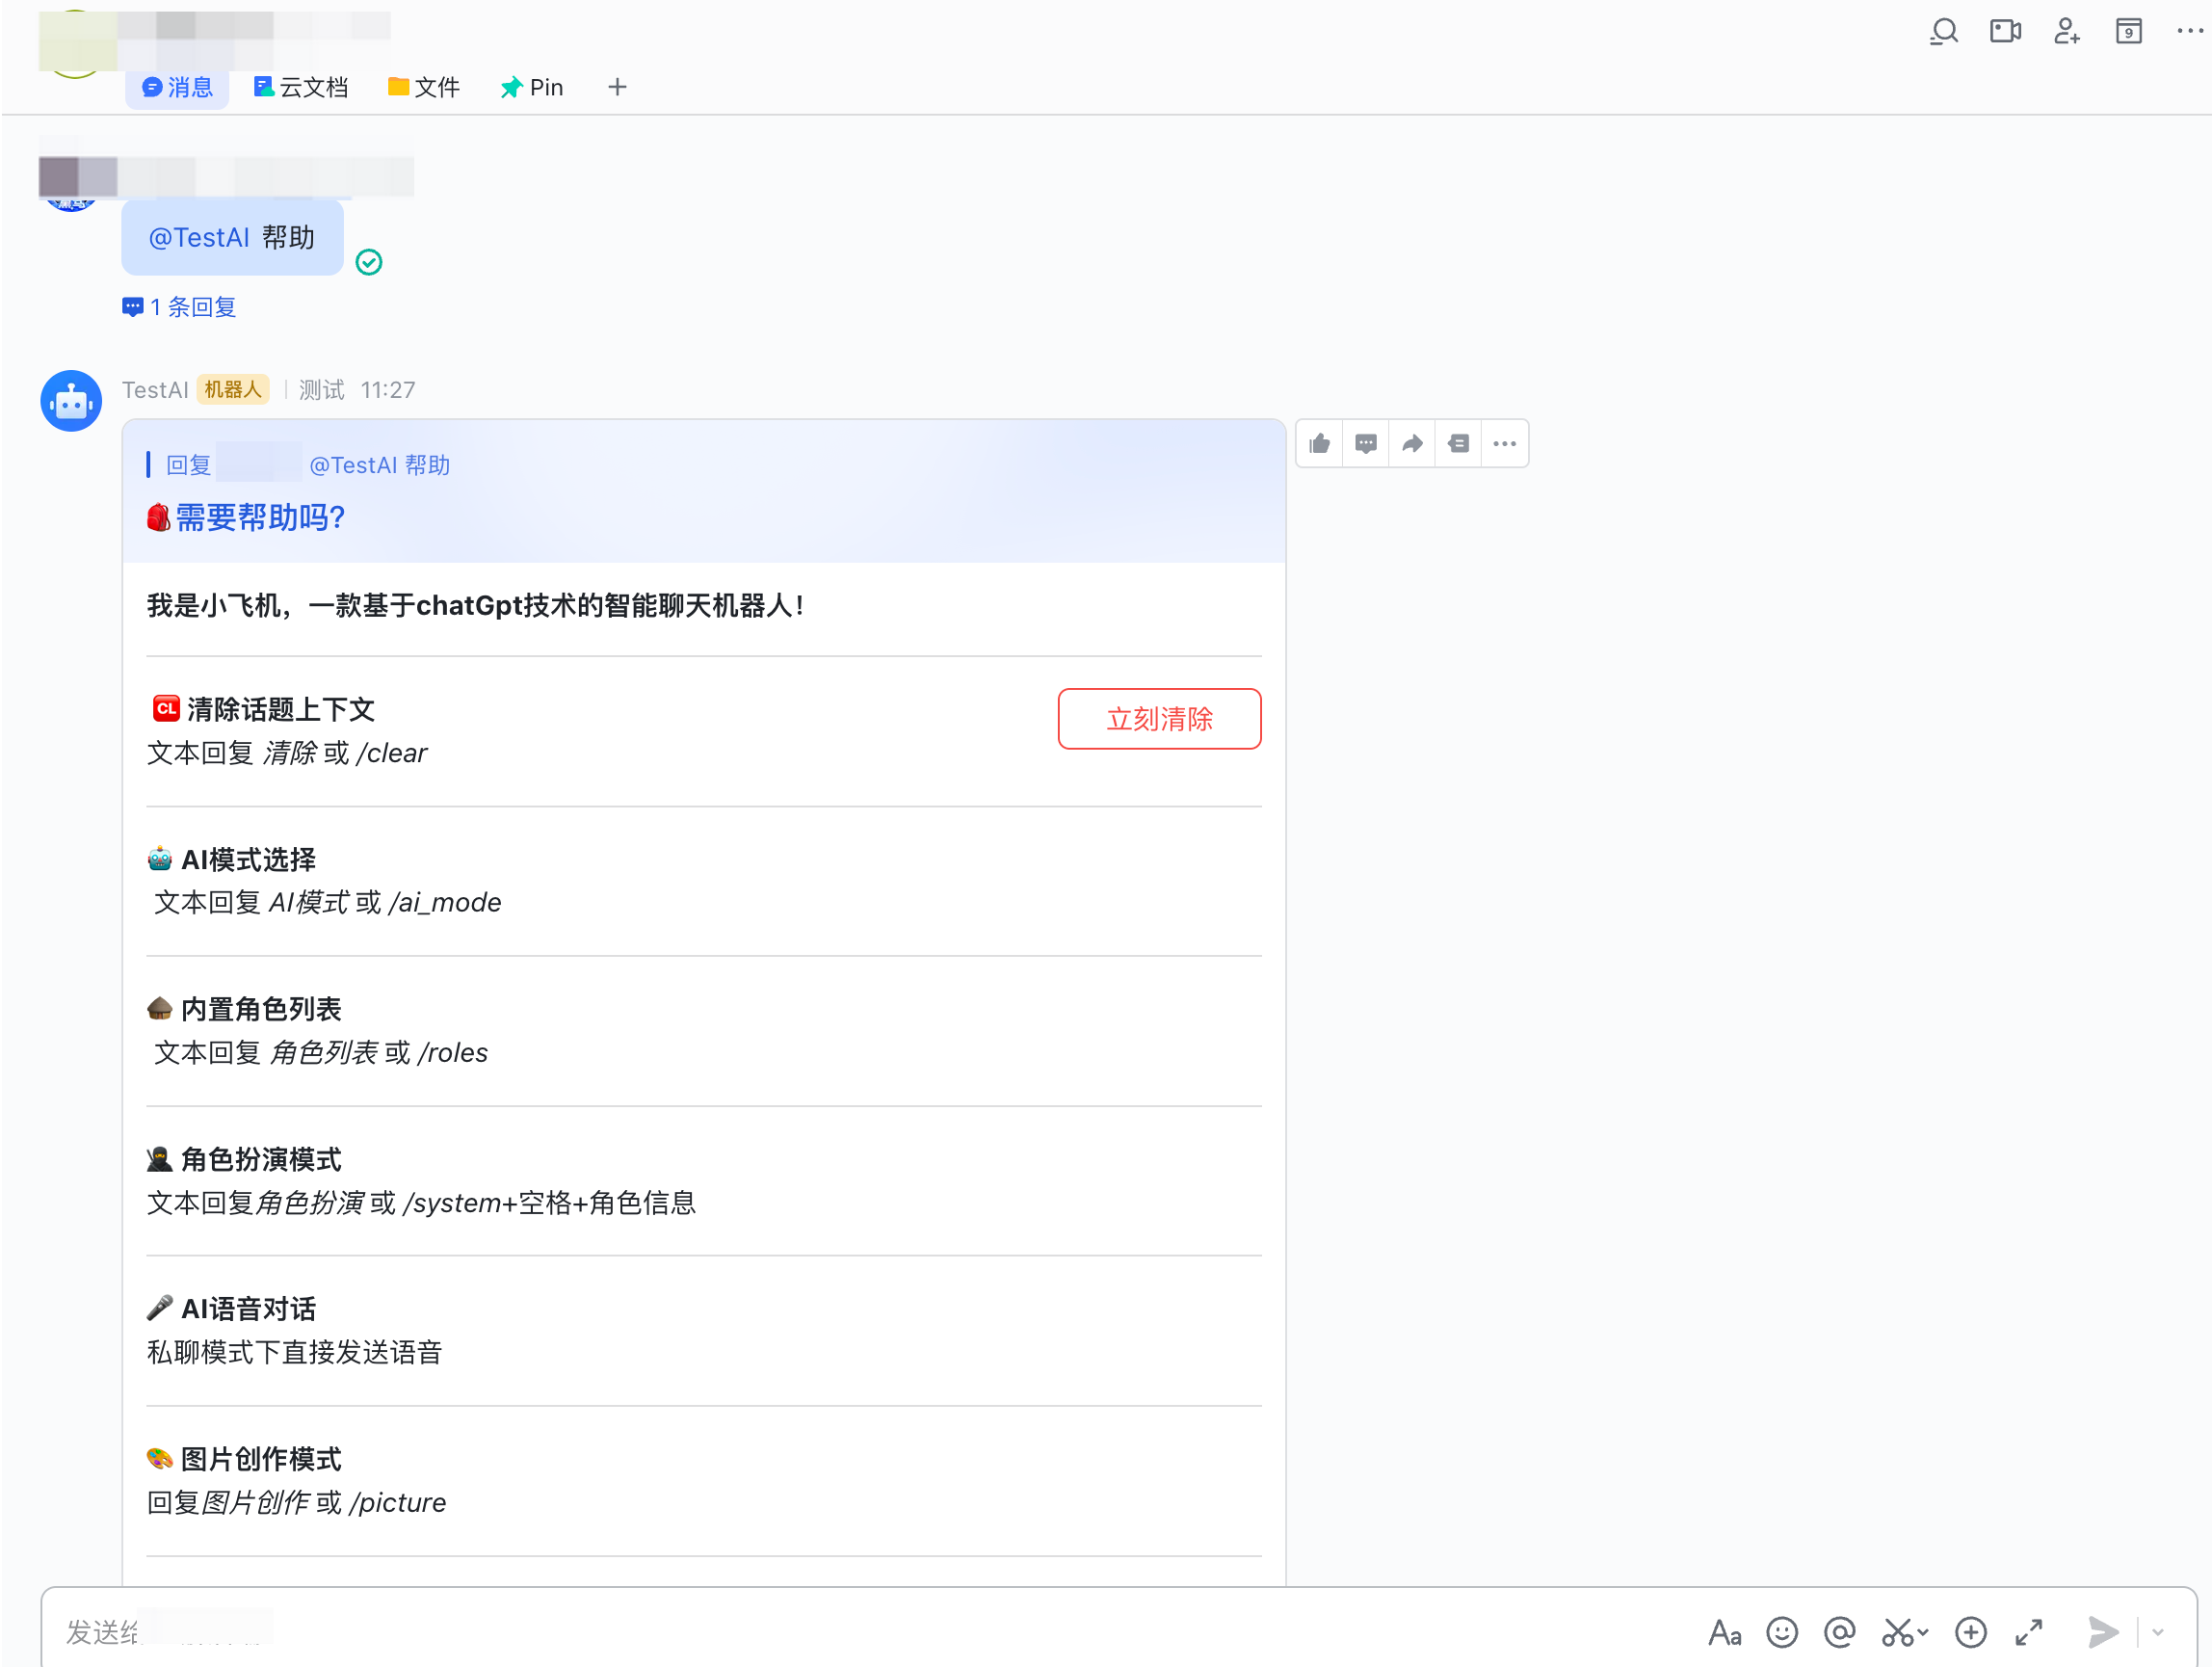 消息 云文档 文件 Pin
@TestAI 帮助
1 条回复
TestAI 机器人 测试 11:27
回复 @TestAI 帮助
需要帮助吗?
我是小飞机，一款基于chatGpt技术的智能聊天机器人！
CL 清除话题上下文
立刻清除
文本回复 清除 或 /clear
AI模式选择
文本回复 AI模式 或 /ai_mode
内置角色列表
文本回复 角色列表 或 /roles
角色扮演模式
文本回复角色扮演 或 /system+空格+角色信息
AI语音对话
私聊模式下直接发送语音
图片创作模式
回复图片创作 或 /picture
发送给
Aa
9